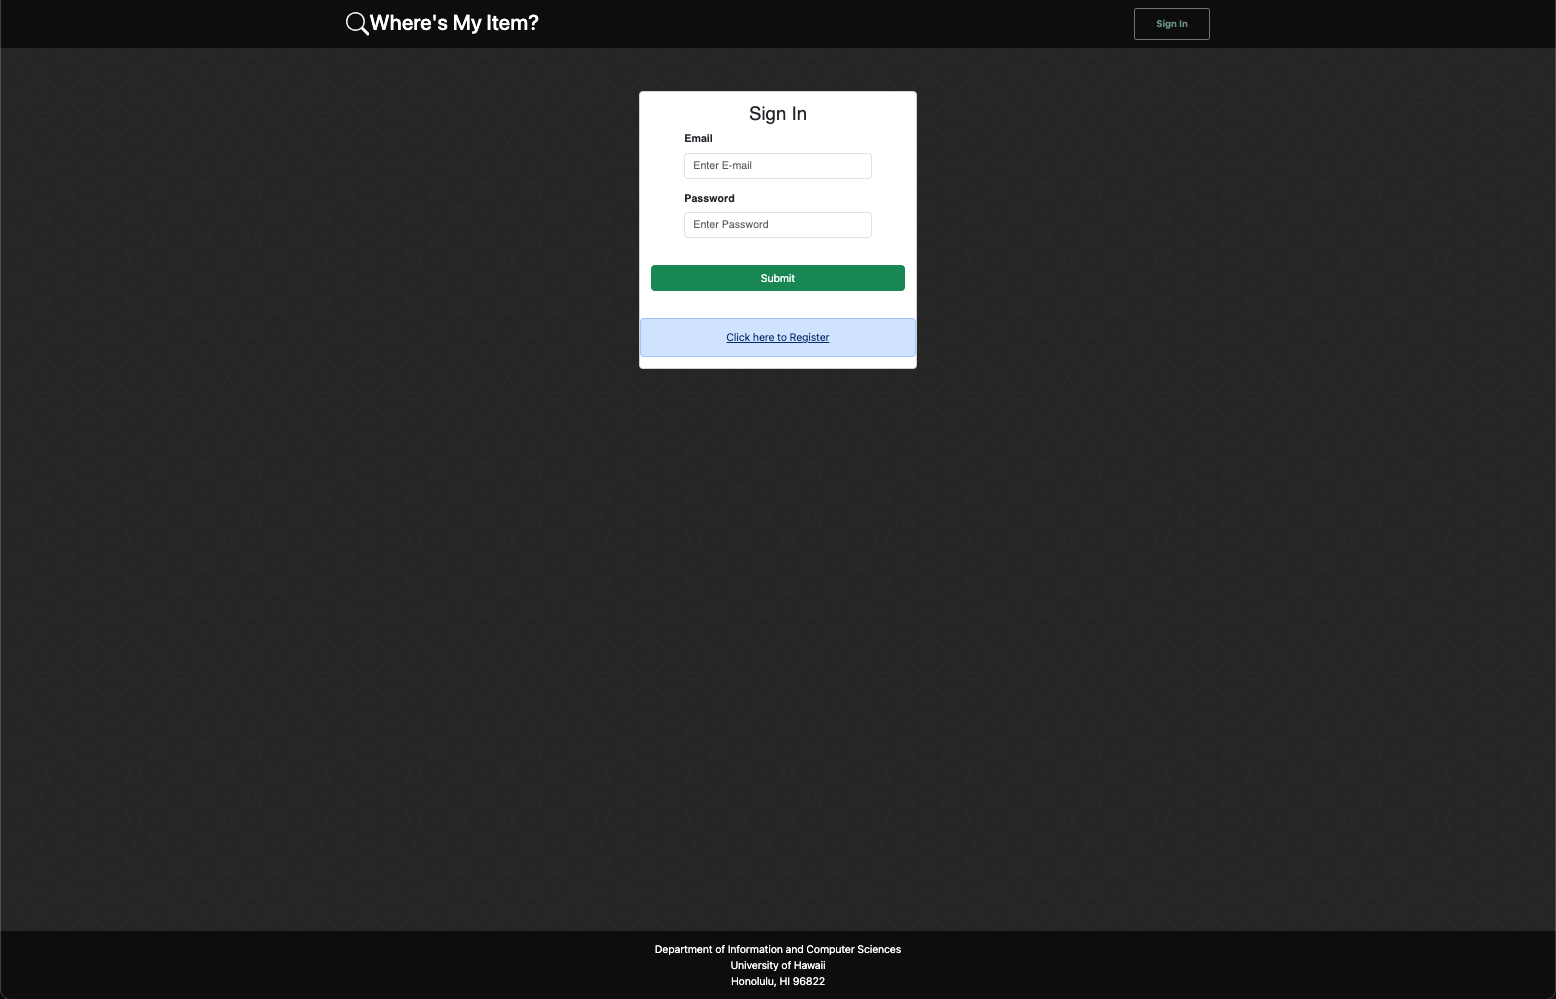 Where's My Item?
Sign In
Sign In
Email
Enter E-mail
Password
Enter Password
Submit
Click here to Register
Department of Information and Computer Sciences
University of Hawaii
Honolulu, HI 96822